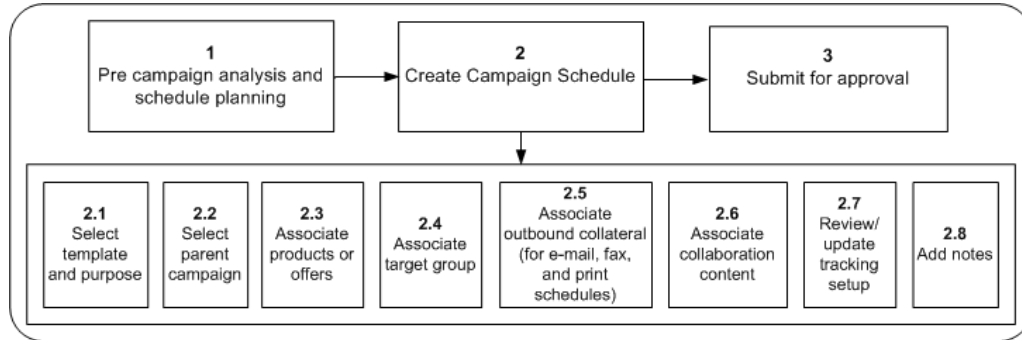 1
Pre campaign analysis and
schedule planning
2
Create Campaign Schedule
3
Submit for approval
2.1
Select
template
and purpose
2.2
Select
parent
campaign
2.3
Associate
products or
offers
2.4
Associate
target group
2.5
Associate
outbound collateral
(for e-mail, fax,
and print
schedules)
2.6
Associate
collaboration
content
2.7
Review/
update
tracking
setup
2.8
Add notes